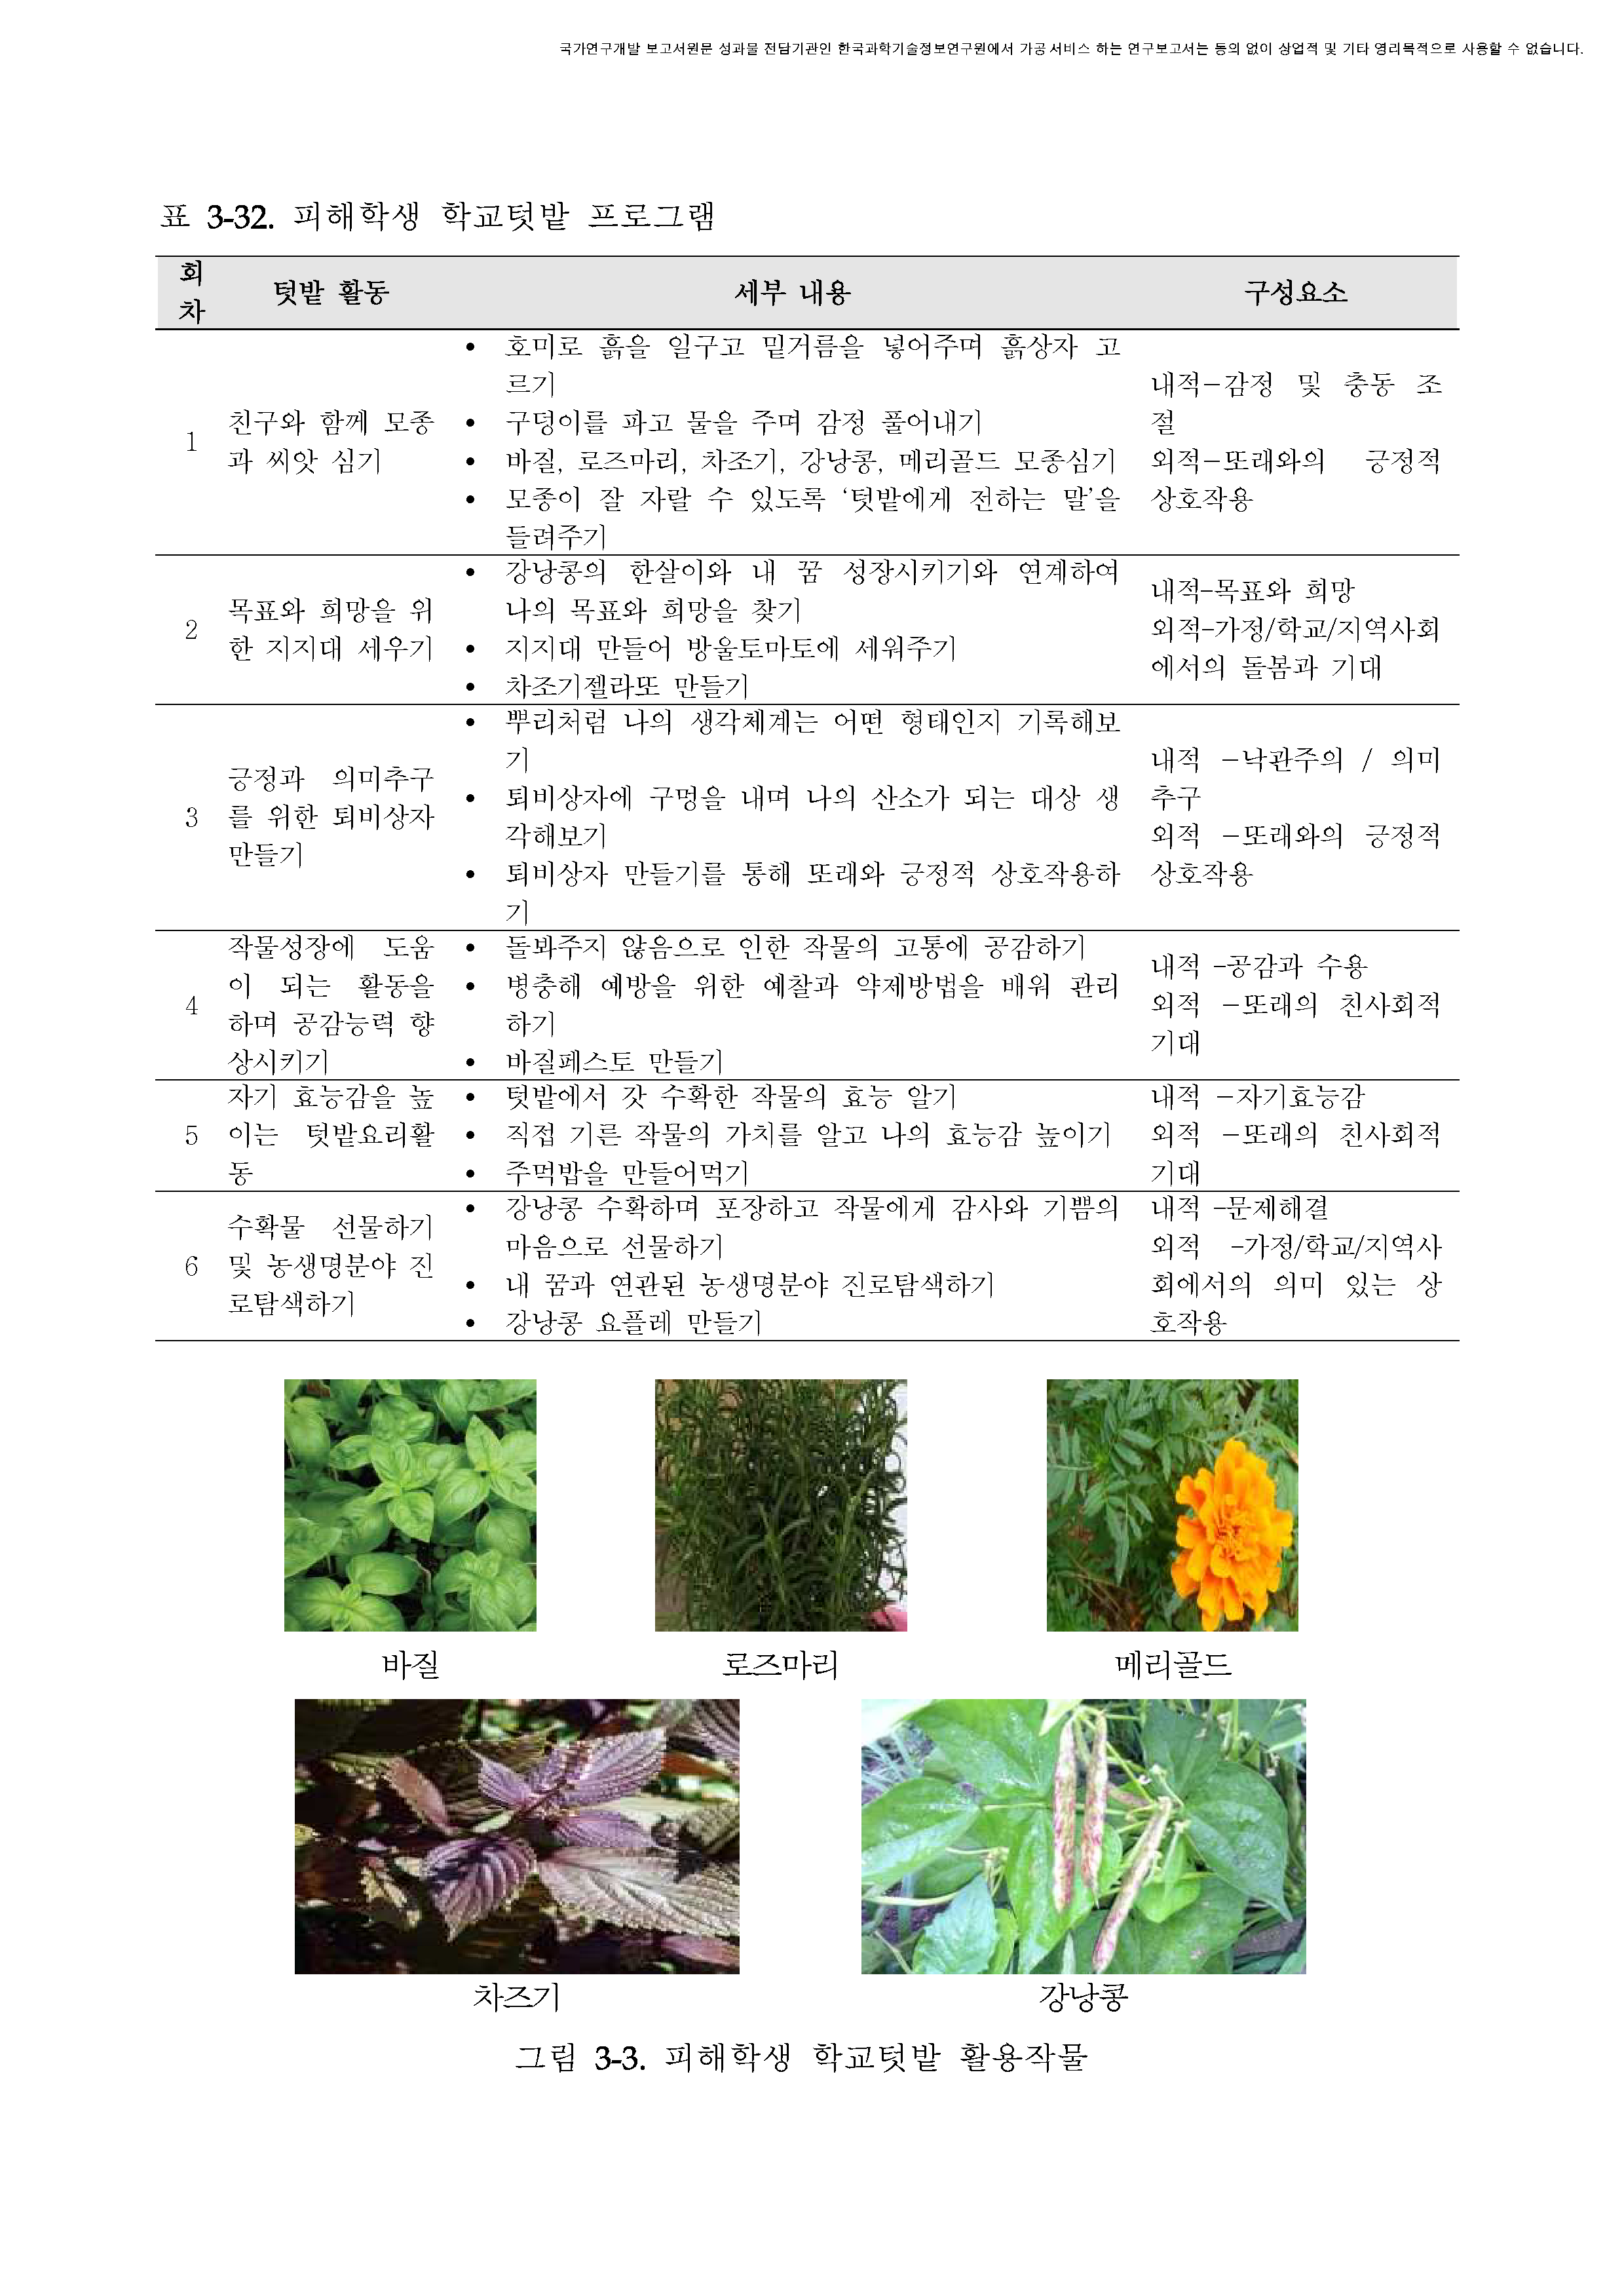 국가연구개발 보고서원문 성과물 전담기관인 한국과학기술정보연구원에서 가공·서비스 하는 연구보고서는 동의 없이 상업적 및 기타 영리목적으로 사용할 수 없습니다.
표 3-32. 피해학생 학교텃밭 프로그램
회
차
텃밭 활동
세부 내용
구성요소
1
친구와 함께 모종
과 씨앗 심기
• 호미로 흙을 일구고 밑거름을 넣어주며 흙상자 고
르기
• 구덩이를 파고 물을 주며 감정 풀어내기
• 바질, 로즈마리, 차조기, 강낭콩, 메리골드 모종심기
• 모종이 잘 자랄 수 있도록 ‘텃밭에게 전하는 말’을
들려주기
내적-감정 및 충동 조
절
외적-또래와의 긍정적
상호작용
2
목표와 희망을 위
한 지지대 세우기
• 강낭콩의 한살이와 내 꿈 성장시키기와 연계하여
나의 목표와 희망을 찾기
• 지지대 만들어 방울토마토에 세워주기
• 차조기젤라또 만들기
내적-목표와 희망
외적-가정/학교/지역사회
에서의 돌봄과 기대
3
긍정과 의미추구
를 위한 퇴비상자
만들기
• 뿌리처럼 나의 생각체계는 어떤 형태인지 기록해보
기
• 퇴비상자에 구멍을 내며 나의 산소가 되는 대상 생
각해보기
• 퇴비상자 만들기를 통해 또래와 긍정적 상호작용하
기
내적 -낙관주의 / 의미
추구
외적 -또래와의 긍정적
상호작용
4
작물성장에 도움
이 되는 활동을
하며 공감능력 향
상시키기
• 돌봐주지 않음으로 인한 작물의 고통에 공감하기
• 병충해 예방을 위한 예찰과 약제방법을 배워 관리
하기
• 바질페스토 만들기
내적 -공감과 수용
외적 -또래의 친사회적
기대
5
자기 효능감을 높
이는 텃밭요리활
동
• 텃밭에서 갓 수확한 작물의 효능 알기
• 직접 기른 작물의 가치를 알고 나의 효능감 높이기
• 주먹밥을 만들어먹기
내적 -자기효능감
외적 -또래의 친사회적
기대
6
수확물 선물하기
및 농생명분야 진
로탐색하기
• 강낭콩 수확하며 포장하고 작물에게 감사와 기쁨의
마음으로 선물하기
• 내 꿈과 연관된 농생명분야 진로탐색하기
• 강낭콩 요플레 만들기
내적 -문제해결
외적 -가정/학교/지역사
회에서의 의미 있는 상
호작용
바질
로즈마리
메리골드
차즈기
강낭콩
그림 3-3. 피해학생 학교텃밭 활용작물